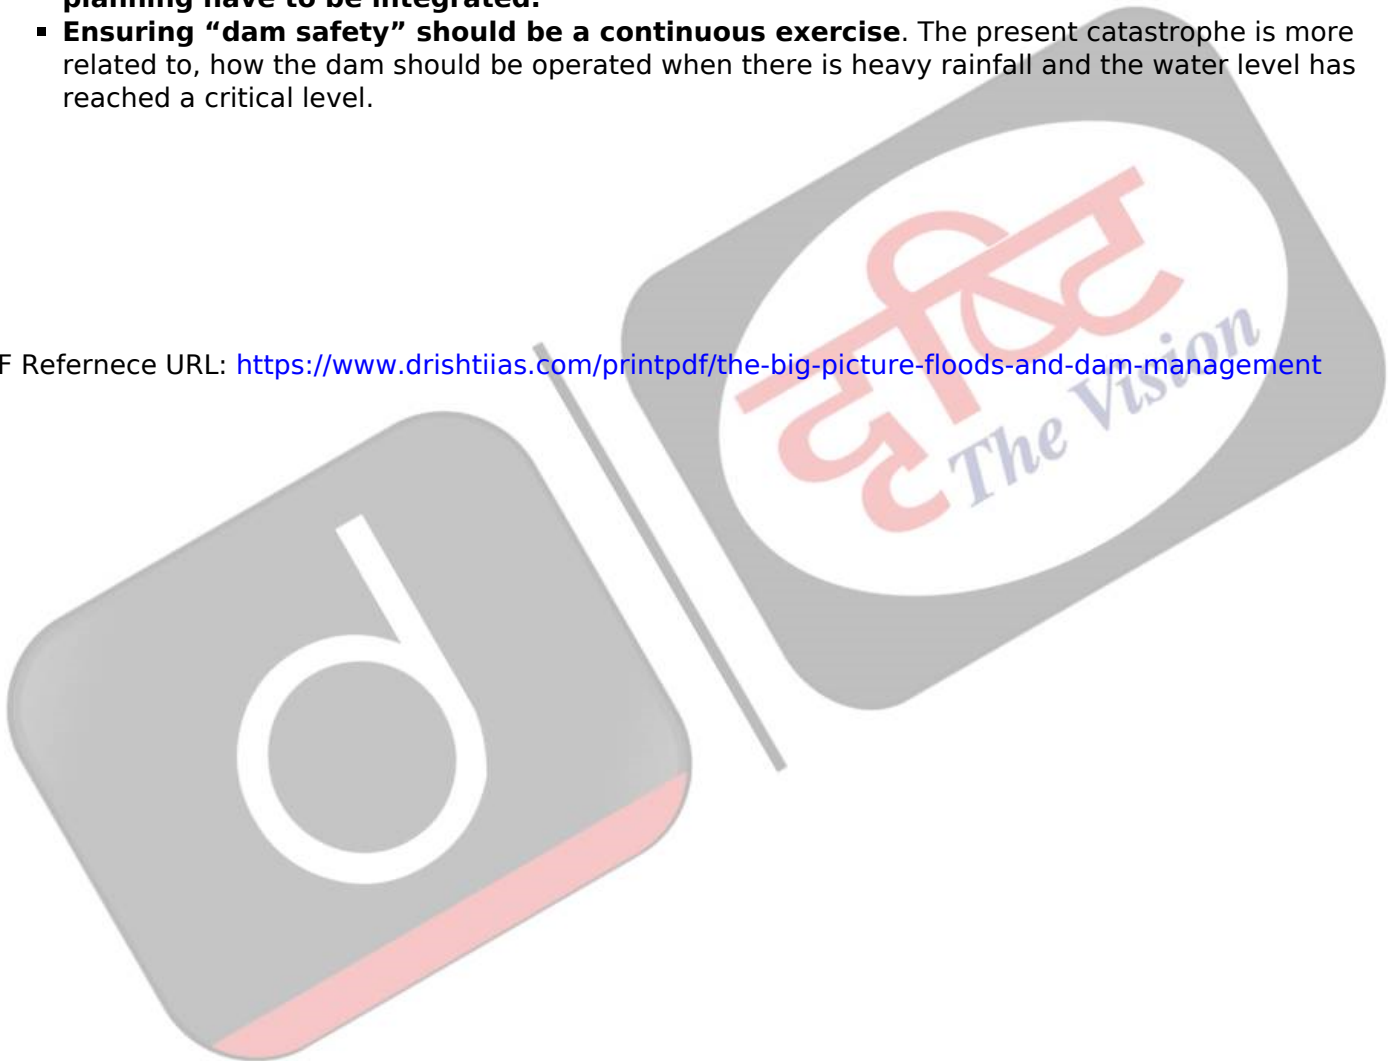 planning have to be integrated.
▪ Ensuring “dam safety” should be a continuous exercise. The present catastrophe is more
related to, how the dam should be operated when there is heavy rainfall and the water level has
reached a critical level.
F Refernece URL: https://www.drishtiias.com/printpdf/the-big-picture-floods-and-dam-management
दृष्टि
The Vision
d